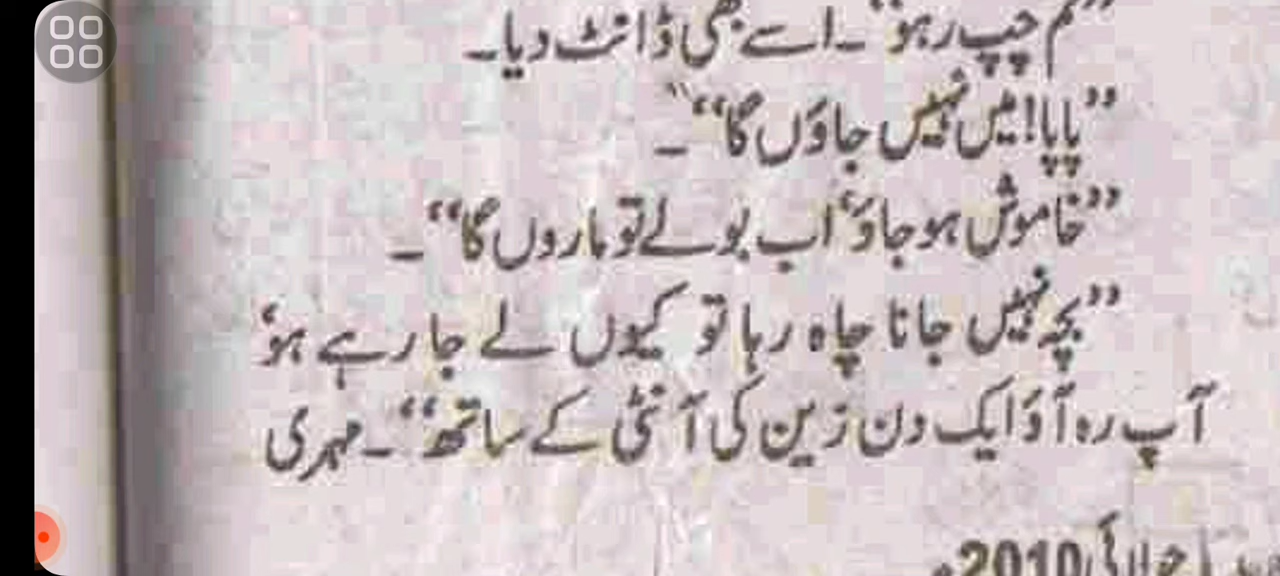 ”تم چپ رہو“۔ اسے بھی ڈانٹ دیا۔
”پاپا! میں نہیں جاؤں گا“۔
”خاموش ہو جاؤ‘ اب بولے تو ماروں گا“۔
”بچہ نہیں جانا چاہ رہا تو کیوں لے جا رہے ہو‘
آپ رہ آؤ ایک دن زین کی آنٹی کے ساتھ“۔ مہری
جولائی 2010ء